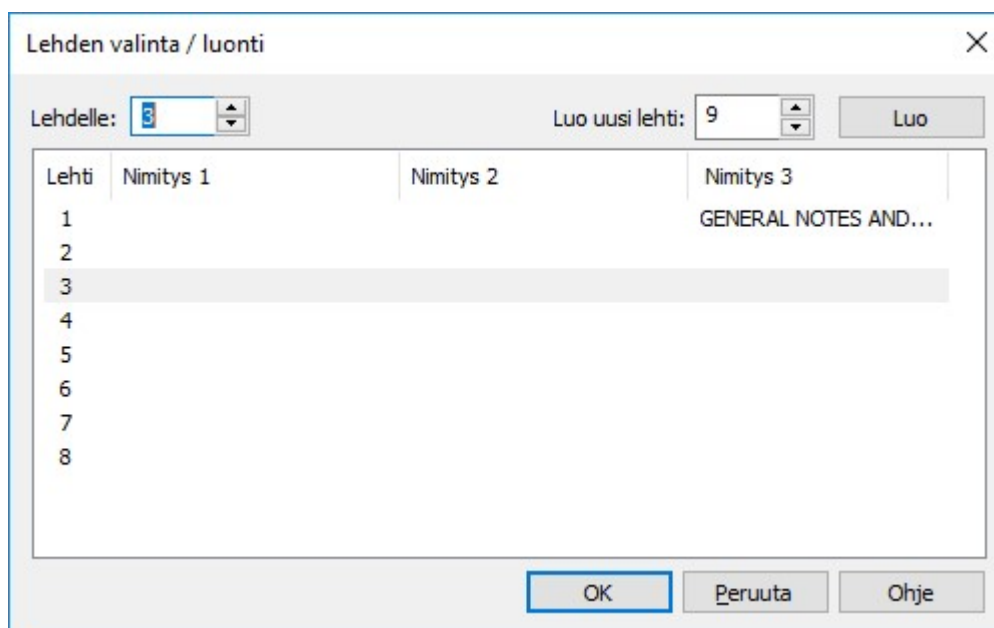 Lehden valinta / luonti
Lehdelle: 3 Luo uusi lehti: 9 Luo
Lehti Nimitys 1 Nimitys 2 Nimitys 3
1 GENERAL NOTES AND...
2
3
4
5
6
7
8
OK Peruuta Ohje